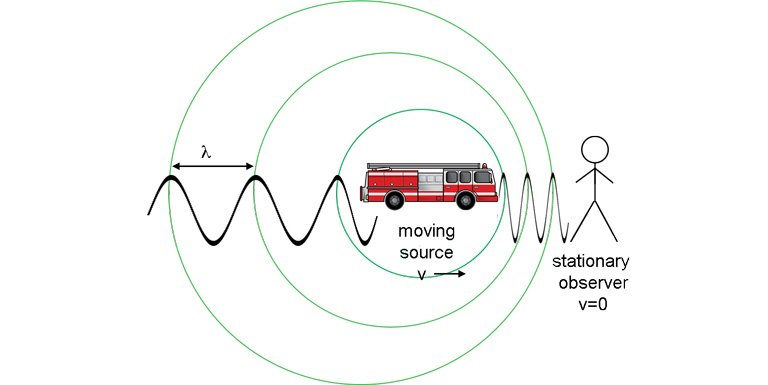 λ
moving
source
v
stationary
observer
v=0